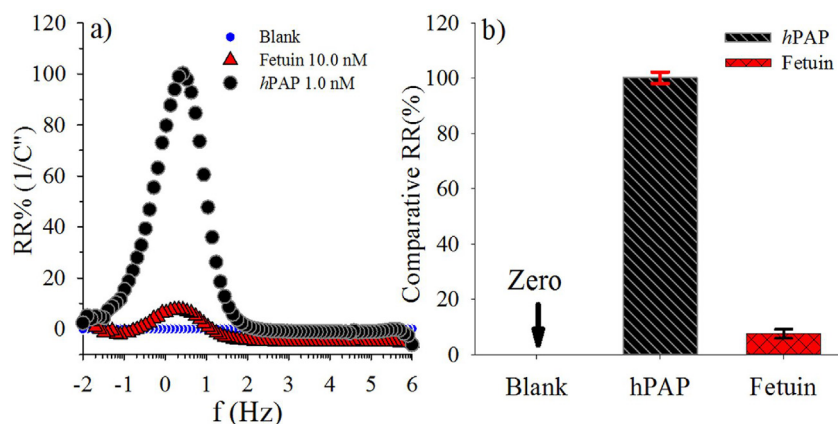 a)
Blank
Fetuin 10.0 nM
hPAP 1.0 nM
RR% (1/C")
120
100
80
60
40
20
0
-2 -1 0 1 2 3 4 5 6
f (Hz)
b)
hPAP
Fetuin
Comparative RR(%)
120
100
80
60
40
20
0
Zero
Blank hPAP Fetuin